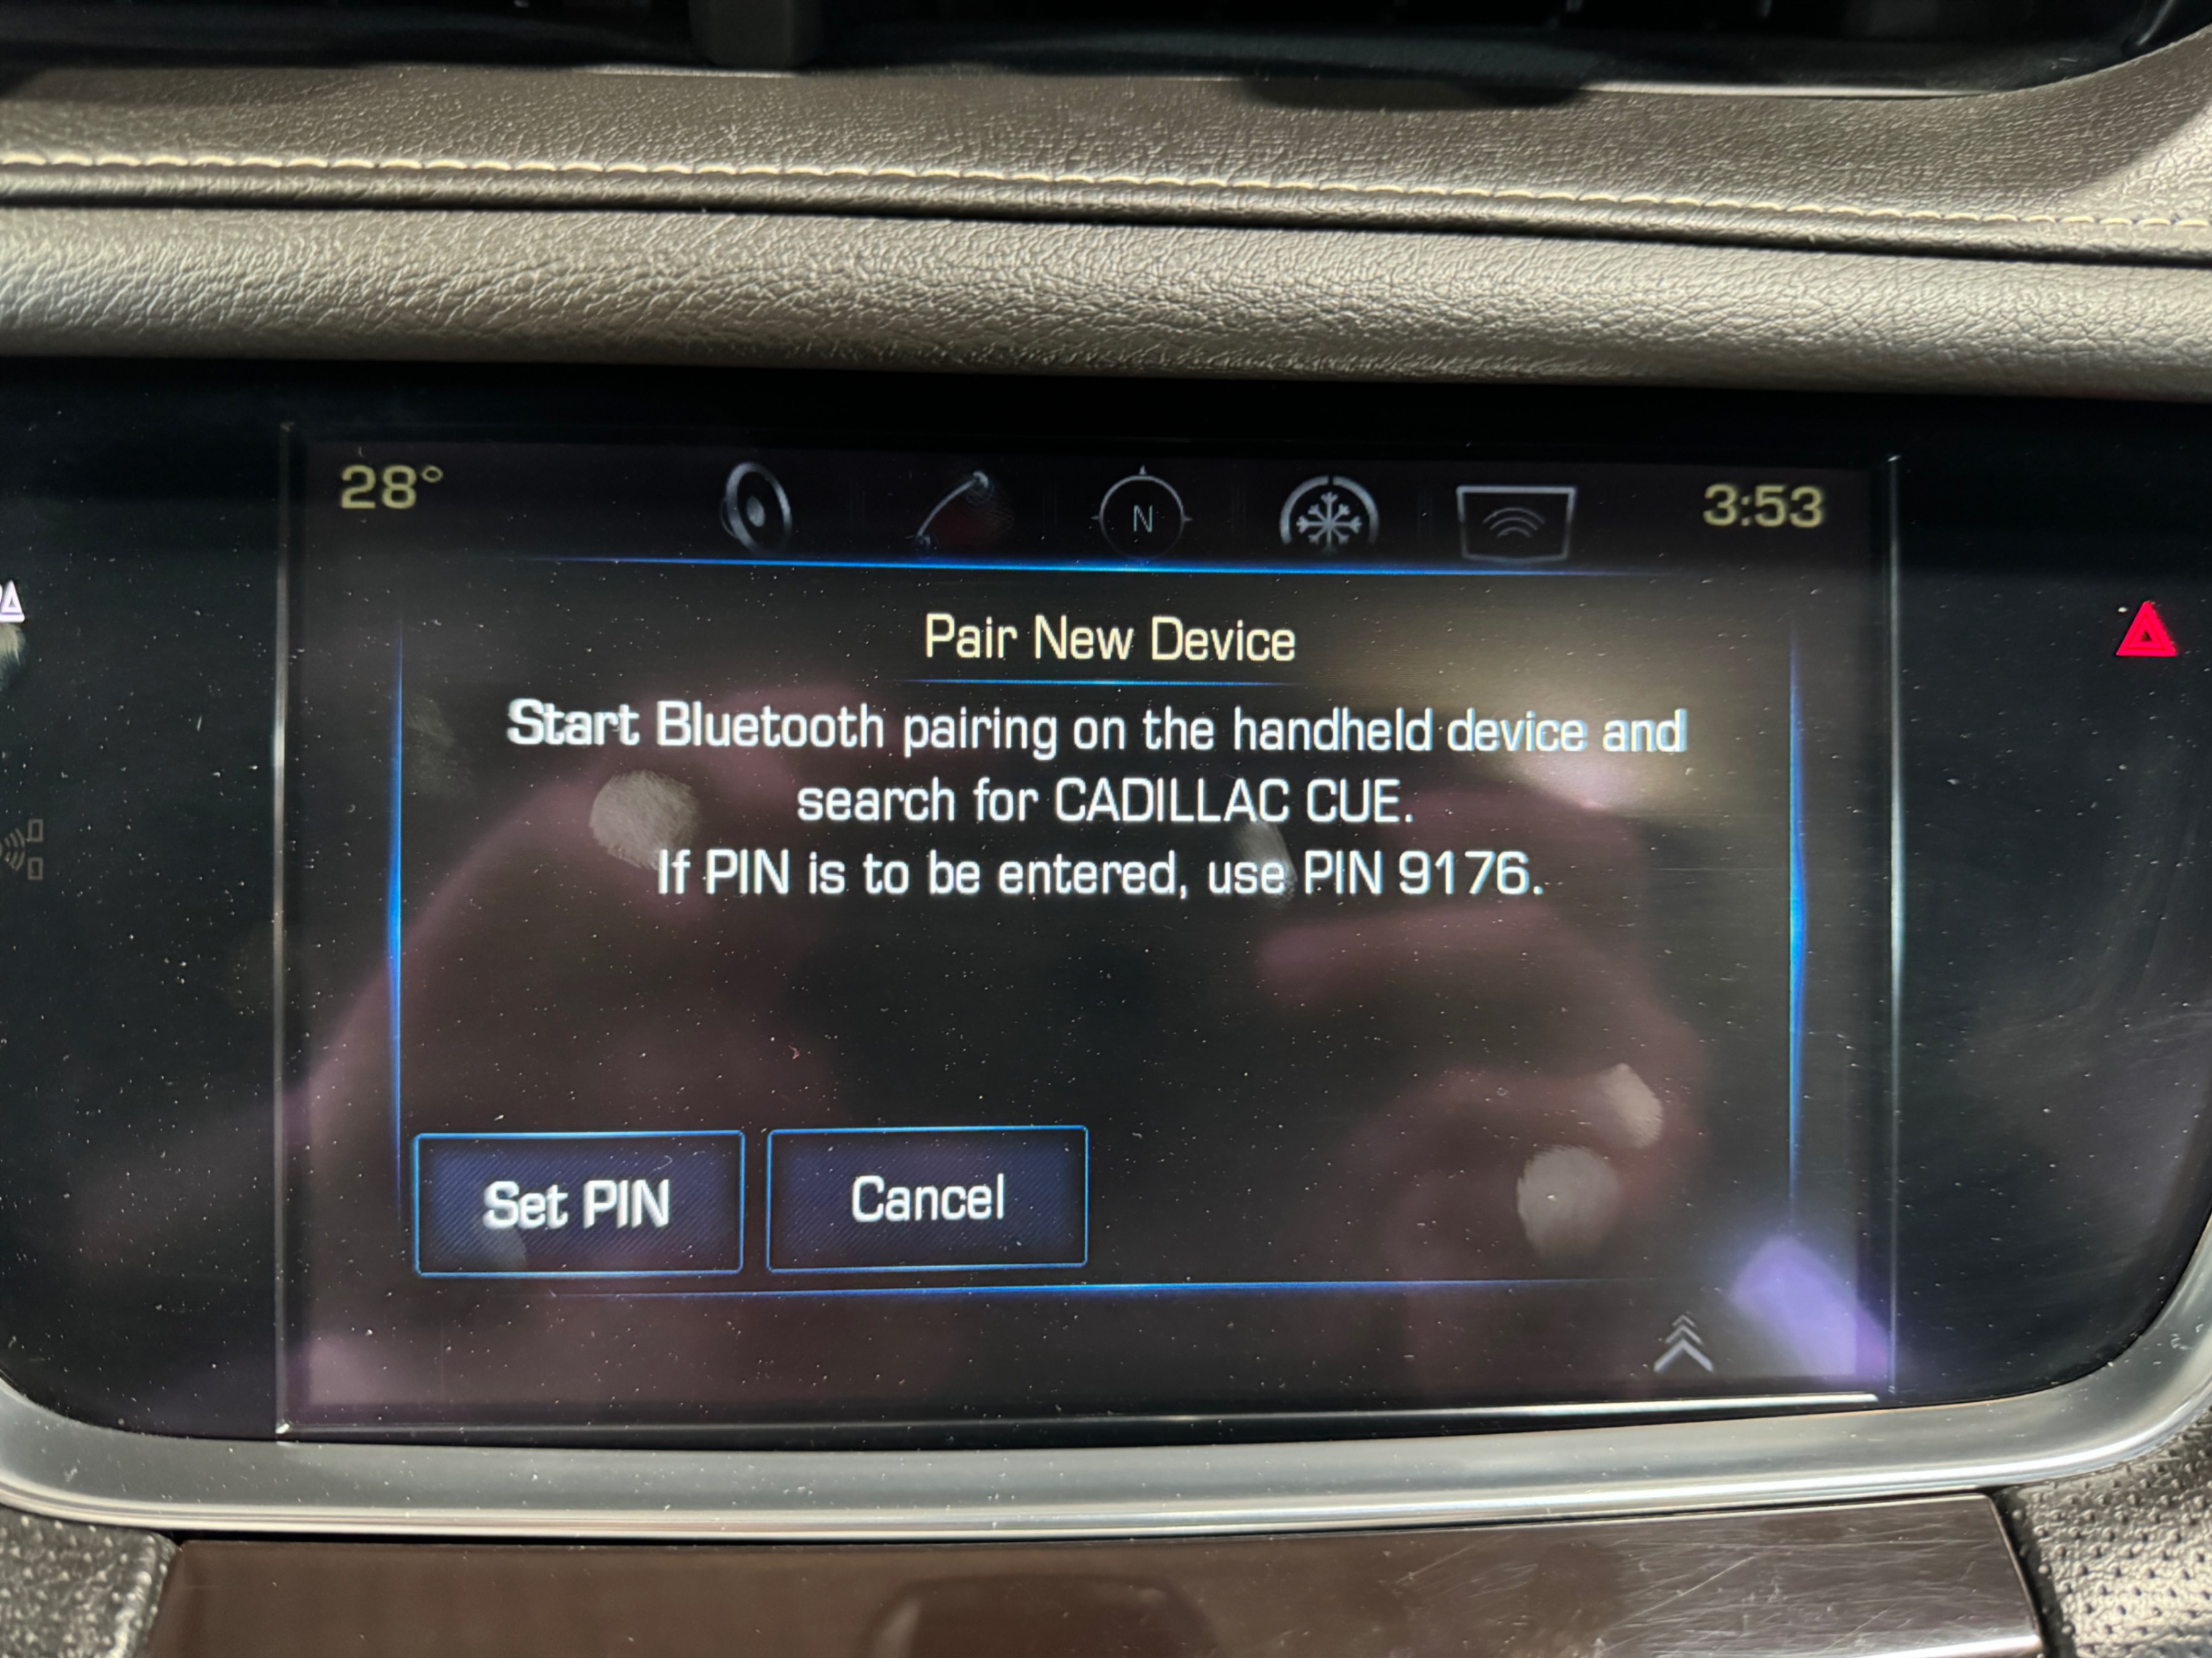 28° N 3:53
Pair New Device
Start Bluetooth pairing on the handheld device and
search for CADILLAC CUE.
If PIN is to be entered, use PIN 9176.
Set PIN Cancel